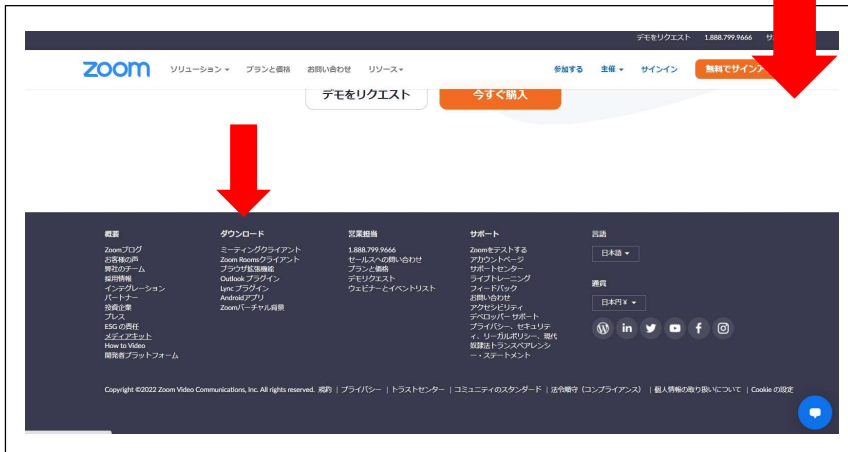 デモをリクエスト 1.888.799.9666 サ
zoom ソリューション プランと価格 お問い合わせ リソース 参加する 主催 サインイン 無料でサインア
デモをリクエスト 今すぐ購入
概要
Zoomブログ
お客様の声
弊社のチーム
採用情報
インテグレーション
パートナー
投資企業
プレス
ESG の責任
メディアキット
How to Video
開発者プラットフォーム
ダウンロード
ミーティングクライアント
Zoom Roomsクライアント
ブラウザ拡張機能
Outlook プラグイン
Lync プラグイン
Androidアプリ
Zoomバーチャル背景
営業担当
1.888.799.9666
セールスへの問い合わせ
プランと価格
デモリクエスト
ウェビナーとイベントリスト
サポート
Zoomをテストする
アカウントページ
サポートセンター
ライブトレーニング
フィードバック
お問い合わせ
アクセシビリティ
デベロッパー サポート
プライバシー、セキュリテ
ィ、リーガルポリシー、現代
奴隷法トランスペアレンシ
ー・ステートメント
言語
日本語
通貨
日本円 ¥
Copyright ©2022 Zoom Video Communications, Inc. All rights reserved. 規約 | プライバシー | トラストセンター | コミュニティのスタンダード | 法令順守（コンプライアンス） | 個人情報の取り扱いについて | Cookie の設定